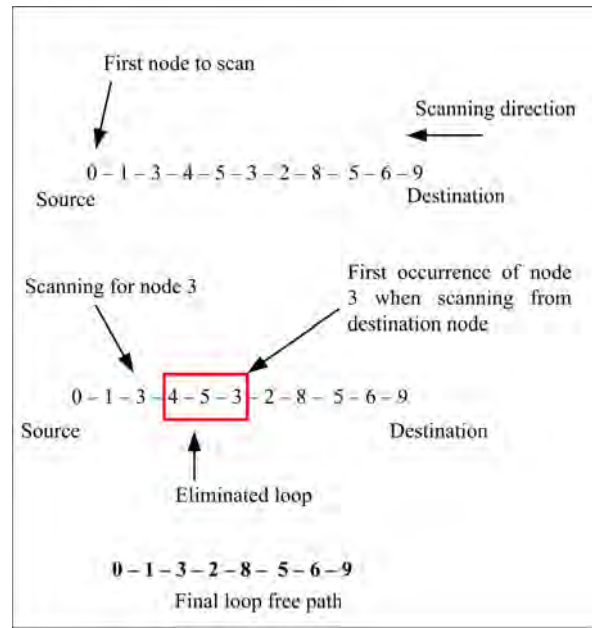 First node to scan
Scanning direction
0 – 1 – 3 – 4 – 5 – 3 – 2 – 8 – 5 – 6 – 9
Source
Destination
Scanning for node 3
First occurrence of node
3 when scanning from
destination node
0 – 1 – 3 – 4 – 5 – 3 – 2 – 8 – 5 – 6 – 9
Source
Destination
Eliminated loop
0 – 1 – 3 – 2 – 8 – 5 – 6 – 9
Final loop free path